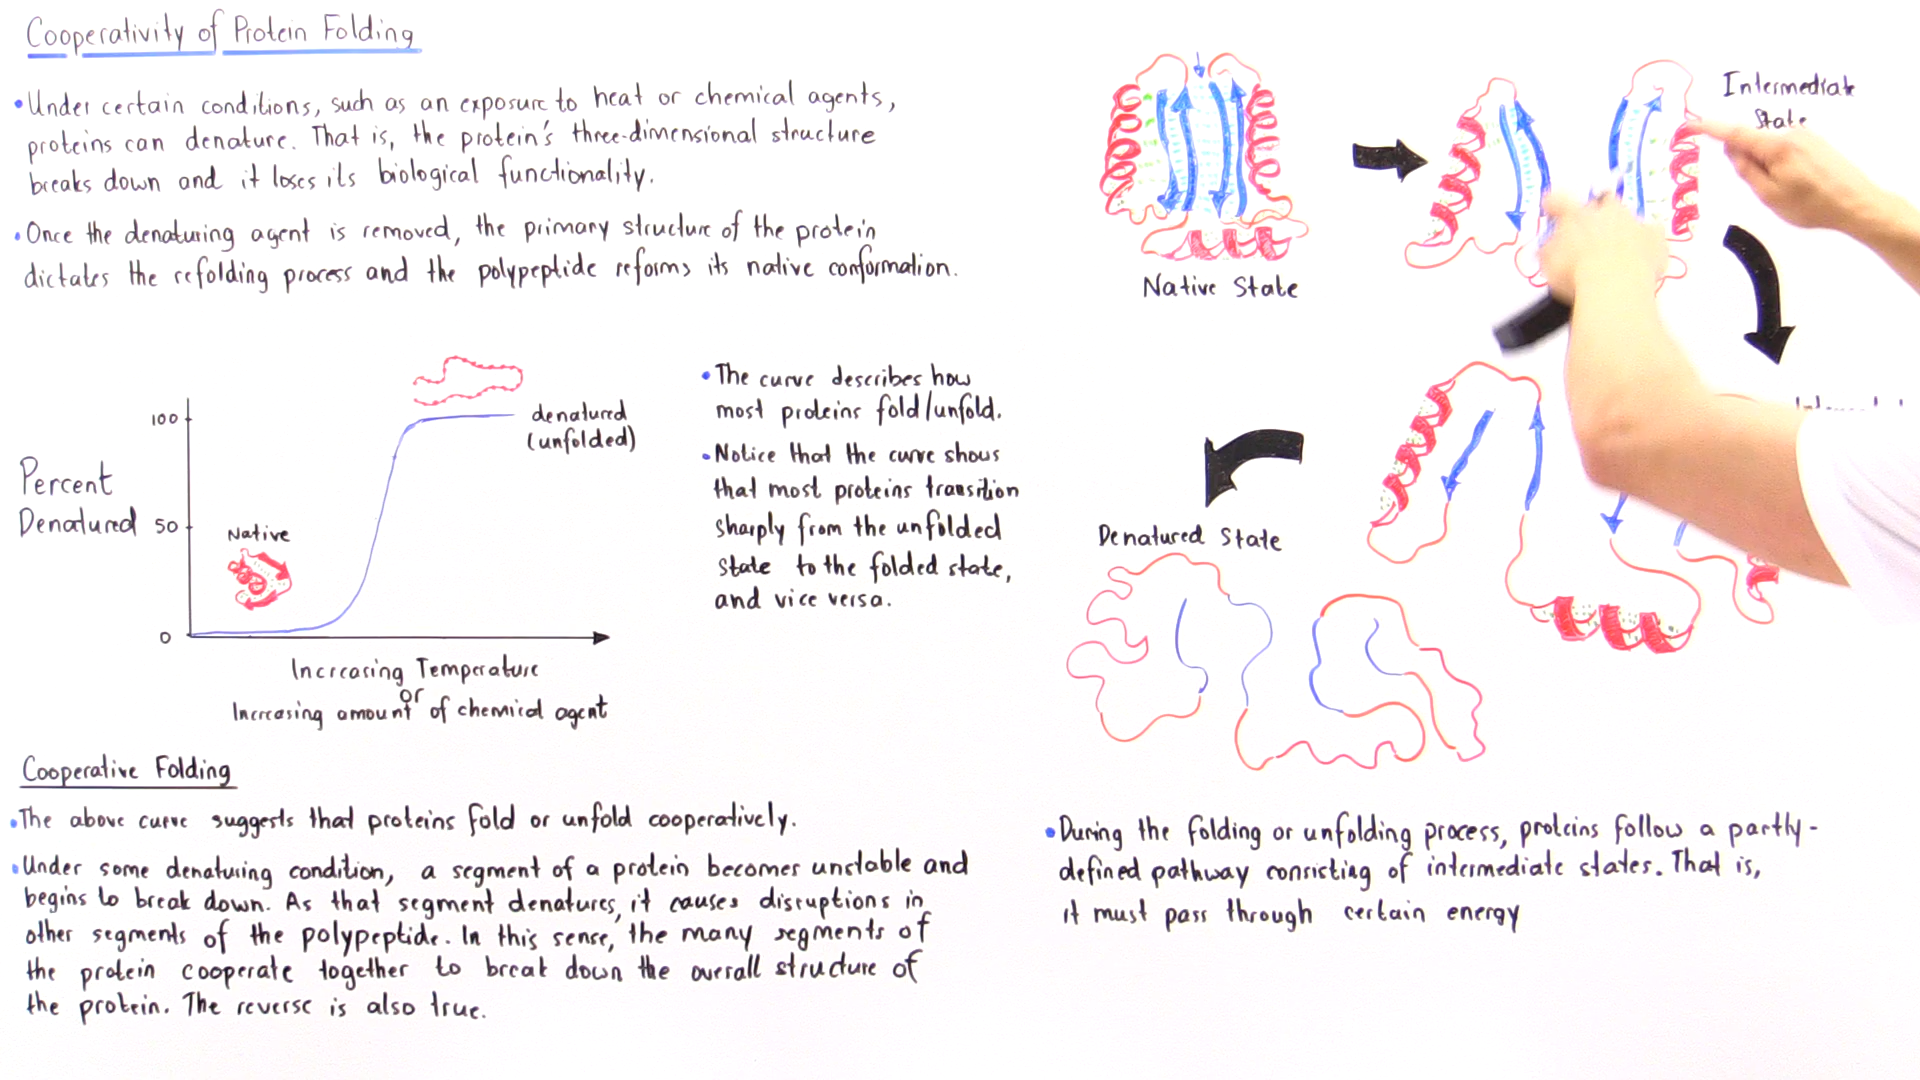 Cooperativity of Protein Folding
• Under certain conditions, such as an exposure to heat or chemical agents,
proteins can denature. That is, the protein's three-dimensional structure
breaks down and it loses its biological functionality.
• Once the denaturing agent is removed, the primary structure of the protein
dictates the refolding process and the polypeptide reforms its native conformation.
100
50
0
Percent
Denatured
Native
denatured
(unfolded)
Increasing Temperature
or
Increasing amount of chemical agent
• The curve describes how
most proteins fold/unfold.
• Notice that the curve shows
that most proteins transition
sharply from the unfolded
state to the folded state,
and vice versa.
Cooperative Folding
• The above curve suggests that proteins fold or unfold cooperatively.
• Under some denaturing condition, a segment of a protein becomes unstable and
begins to break down. As that segment denatures, it causes disruptions in
other segments of the polypeptide. In this sense, the many segments of
the protein cooperate together to break down the overall structure of
the protein. The reverse is also true.
Native State
Intermediate
State
Denatured State
• During the folding or unfolding process, proteins follow a partly-
defined pathway consisting of intermediate states. That is,
it must pass through certain energy